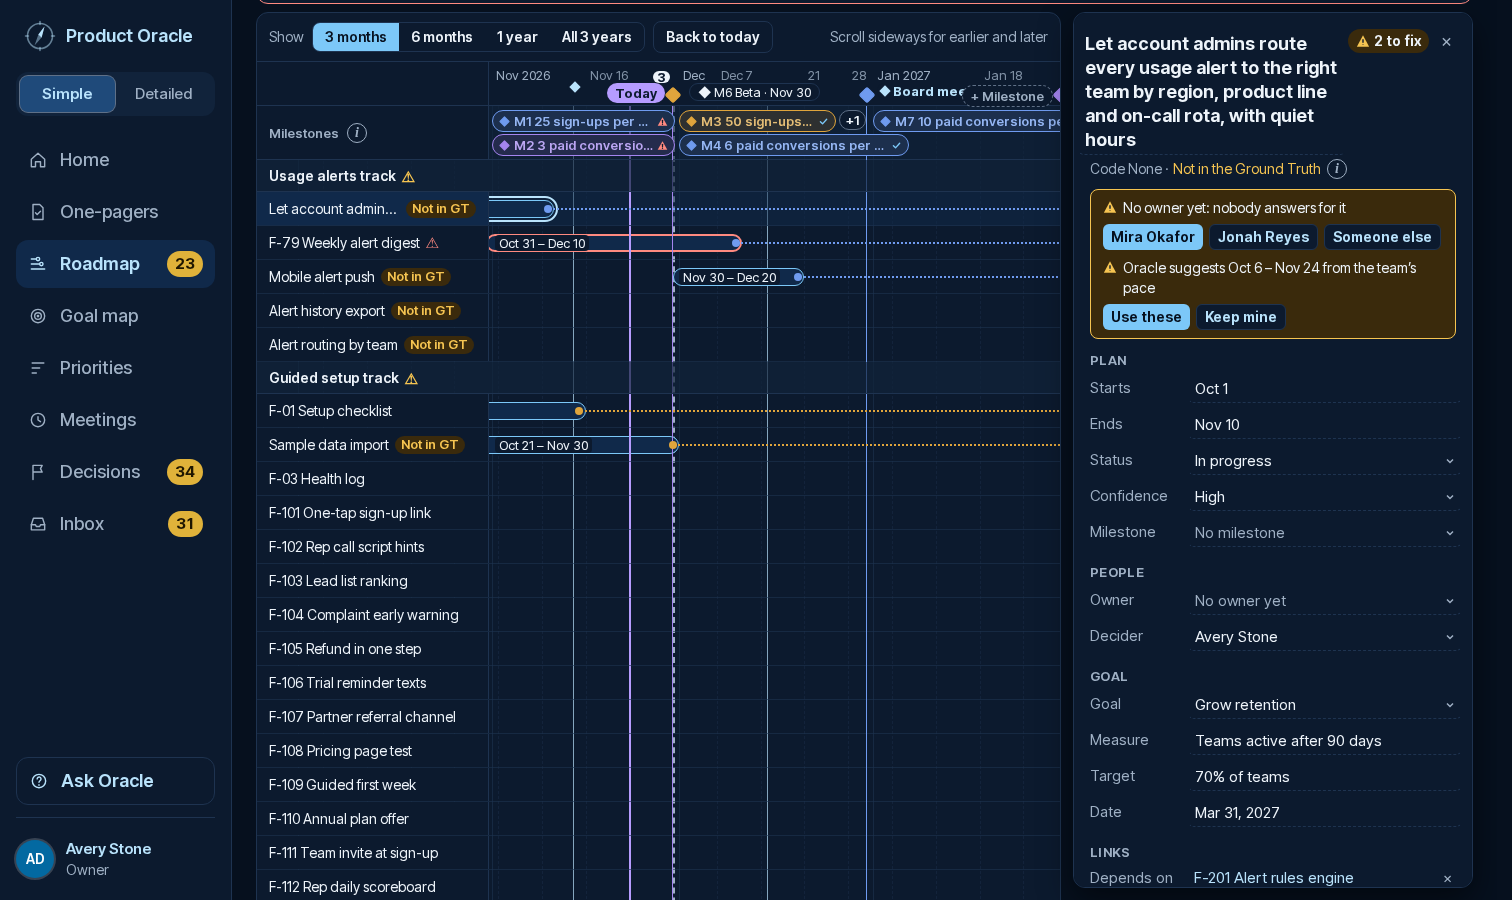 Product Oracle
Simple
Detailed
Home
One-pagers
Roadmap
23
Goal map
Priorities
Meetings
Decisions
34
Inbox
31
Ask Oracle
AD
Avery Stone
Owner
Show
3 months
6 months
1 year
All 3 years
Back to today
Scroll sideways for earlier and later
Nov 2026
Nov 16
3
Dec
Dec 7
21
28
Jan 2027
Jan 18
Today
M6 Beta · Nov 30
Board mee
+ Milestone
Milestones
i
M1 25 sign-ups per ...
M3 50 sign-ups...
+1
M7 10 paid conversions pe
M2 3 paid conversio...
M4 6 paid conversions per ...
Usage alerts track
Let account admin...
Not in GT
F-79 Weekly alert digest
Oct 31 – Dec 10
Mobile alert push
Not in GT
Nov 30 – Dec 20
Alert history export
Not in GT
Alert routing by team
Not in GT
Guided setup track
F-01 Setup checklist
Sample data import
Not in GT
Oct 21 – Nov 30
F-03 Health log
F-101 One-tap sign-up link
F-102 Rep call script hints
F-103 Lead list ranking
F-104 Complaint early warning
F-105 Refund in one step
F-106 Trial reminder texts
F-107 Partner referral channel
F-108 Pricing page test
F-109 Guided first week
F-110 Annual plan offer
F-111 Team invite at sign-up
F-112 Rep daily scoreboard
Let account admins route
every usage alert to the right
team by region, product line
and on-call rota, with quiet
hours
2 to fix
×
Code None · Not in the Ground Truth
i
No owner yet: nobody answers for it
Mira Okafor
Jonah Reyes
Someone else
Oracle suggests Oct 6 – Nov 24 from the team’s
pace
Use these
Keep mine
PLAN
Starts
Oct 1
Ends
Nov 10
Status
In progress
Confidence
High
Milestone
No milestone
PEOPLE
Owner
No owner yet
Decider
Avery Stone
GOAL
Goal
Grow retention
Measure
Teams active after 90 days
Target
70% of teams
Date
Mar 31, 2027
LINKS
Depends on
F-201 Alert rules engine
×